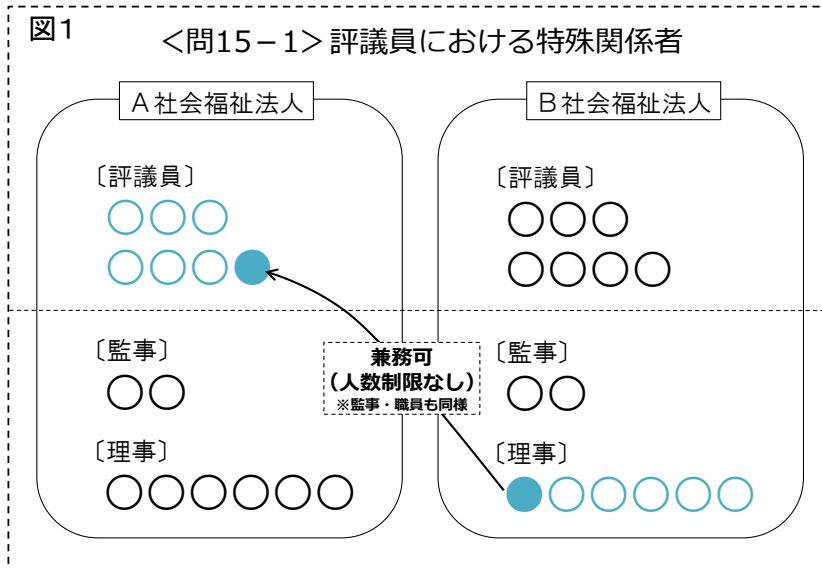 図1
<問15－1>評議員における特殊関係者
A社会福祉法人
B社会福祉法人
〔評議員〕
〔評議員〕
〔監事〕
〔監事〕
兼務可
（人数制限なし）
※監事・職員も同様
〔理事〕
〔理事〕